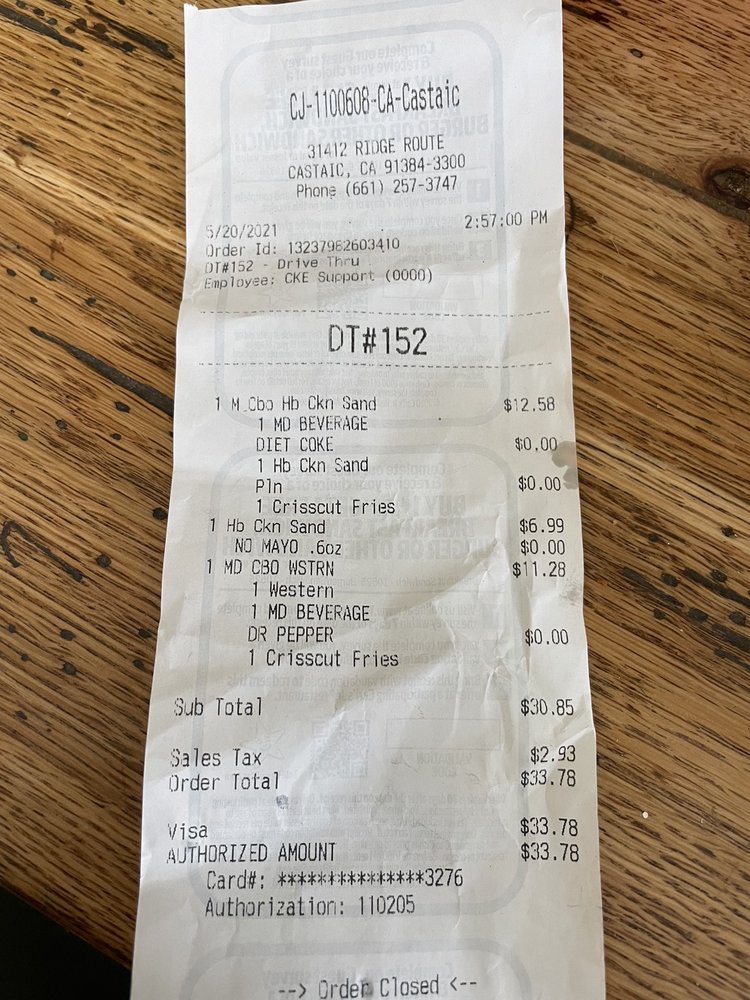 CJ-1100608-CA-Castaic
31412 RIDGE ROUTE
CASTAIC, CA 91384-3300
Phone (661) 257-3747
5/20/2021 2:57:00 PM
Order Id: 13237982603410
DT#152 - Drive Thru
Employee: CKE Support (0000)
DT#152
1 M Cbo Hb Ckn Sand $12.58
1 MD BEVERAGE
DIET COKE $0.00
1 Hb Ckn Sand
Pln $0.00
1 Crisscut Fries
1 Hb Ckn Sand $6.99
NO MAYO .6oz $0.00
1 MD CBO WSTRN $11.28
1 Western
1 MD BEVERAGE
DR PEPPER $0.00
1 Crisscut Fries
Sub Total $30.85
Sales Tax $2.93
Order Total $33.78
Visa $33.78
AUTHORIZED AMOUNT $33.78
Card#: ***************3276
Authorization: 110205
--> Order Closed <--